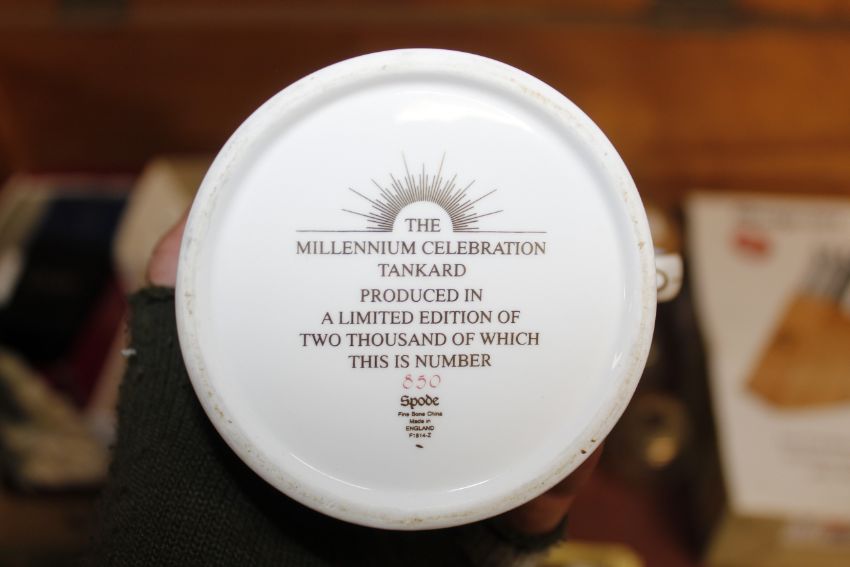 THE
MILLENNIUM CELEBRATION
TANKARD
PRODUCED IN
A LIMITED EDITION OF
TWO THOUSAND OF WHICH
THIS IS NUMBER
850
Spode
Fine Bone China
Made in
ENGLAND
F1814-Z